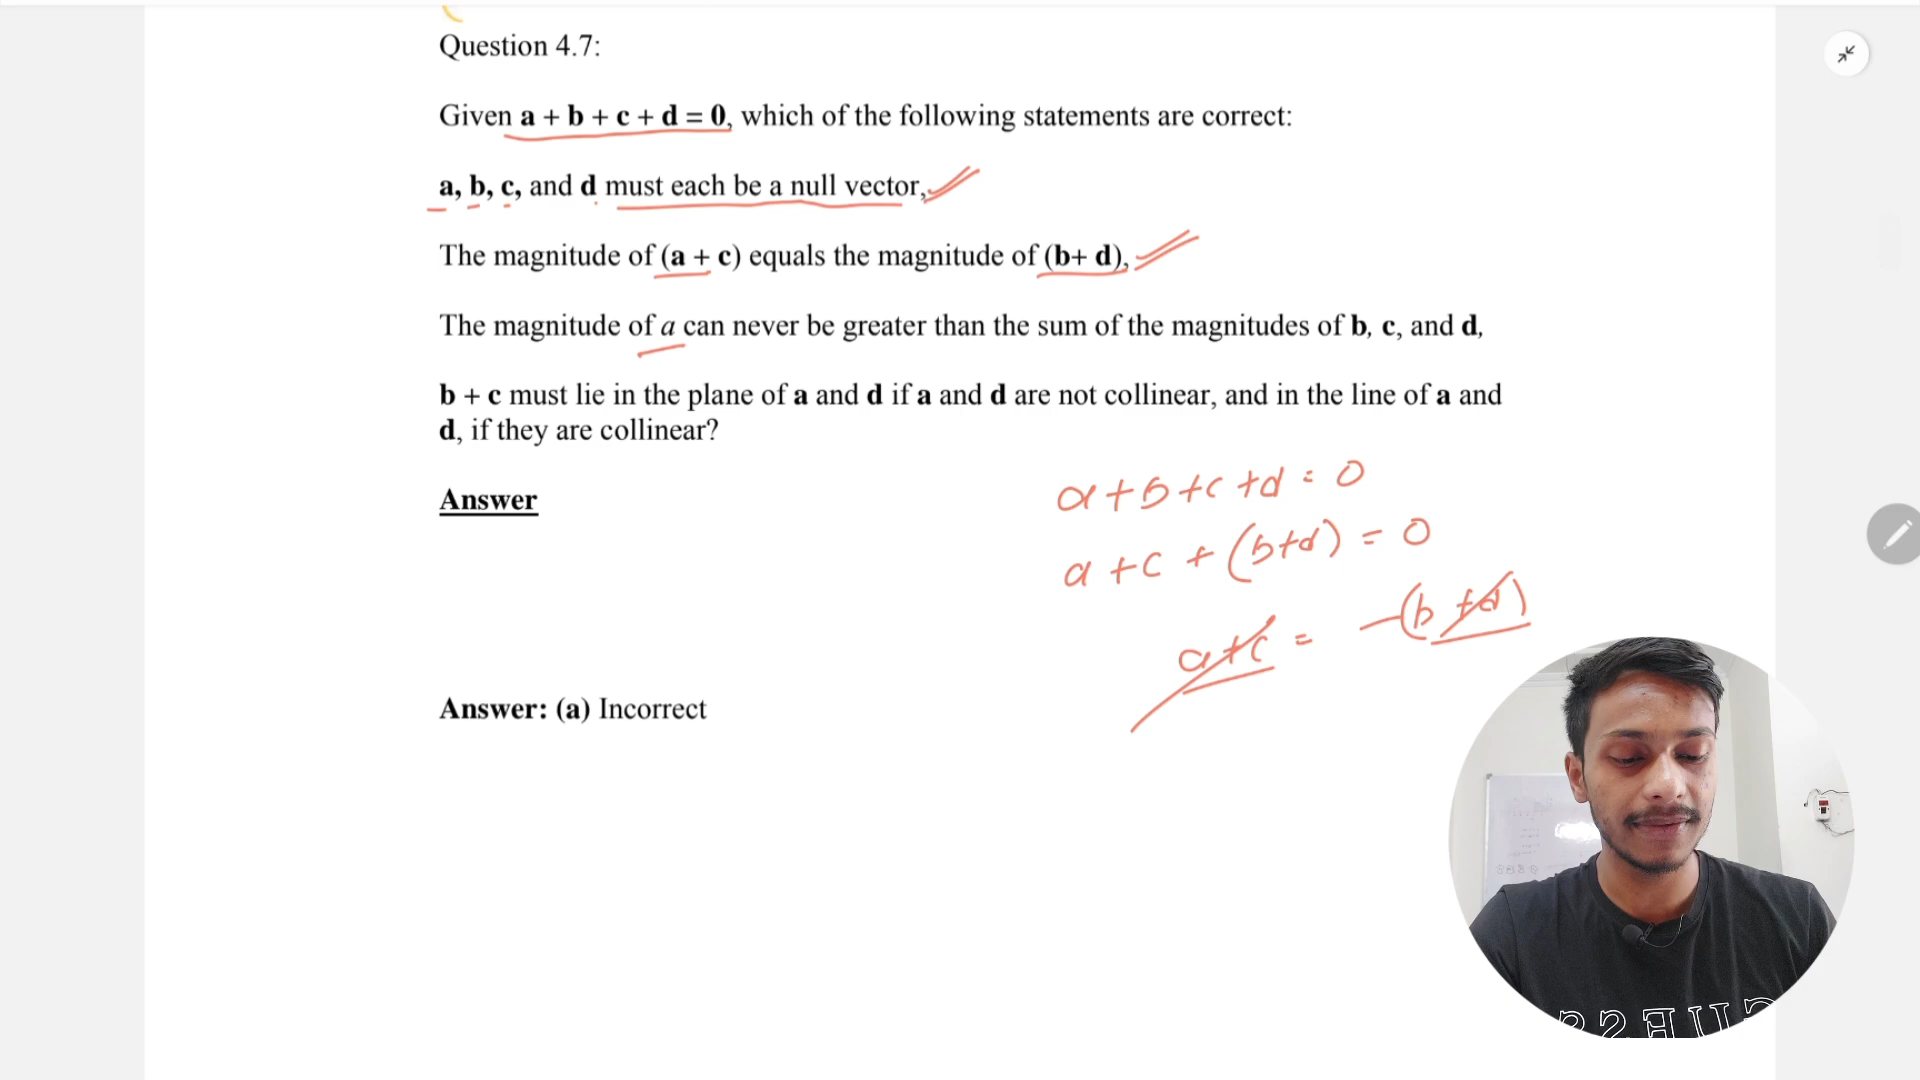 Question 4.7:
Given a + b + c + d = 0, which of the following statements are correct:
a, b, c, and d must each be a null vector,
The magnitude of (a + c) equals the magnitude of (b+ d),
The magnitude of a can never be greater than the sum of the magnitudes of b, c, and d,
b + c must lie in the plane of a and d if a and d are not collinear, and in the line of a and
d, if they are collinear?
Answer
a+b+c+d = 0
a+c + (b+d) = 0
a+c = -(b+d)
Answer: (a) Incorrect